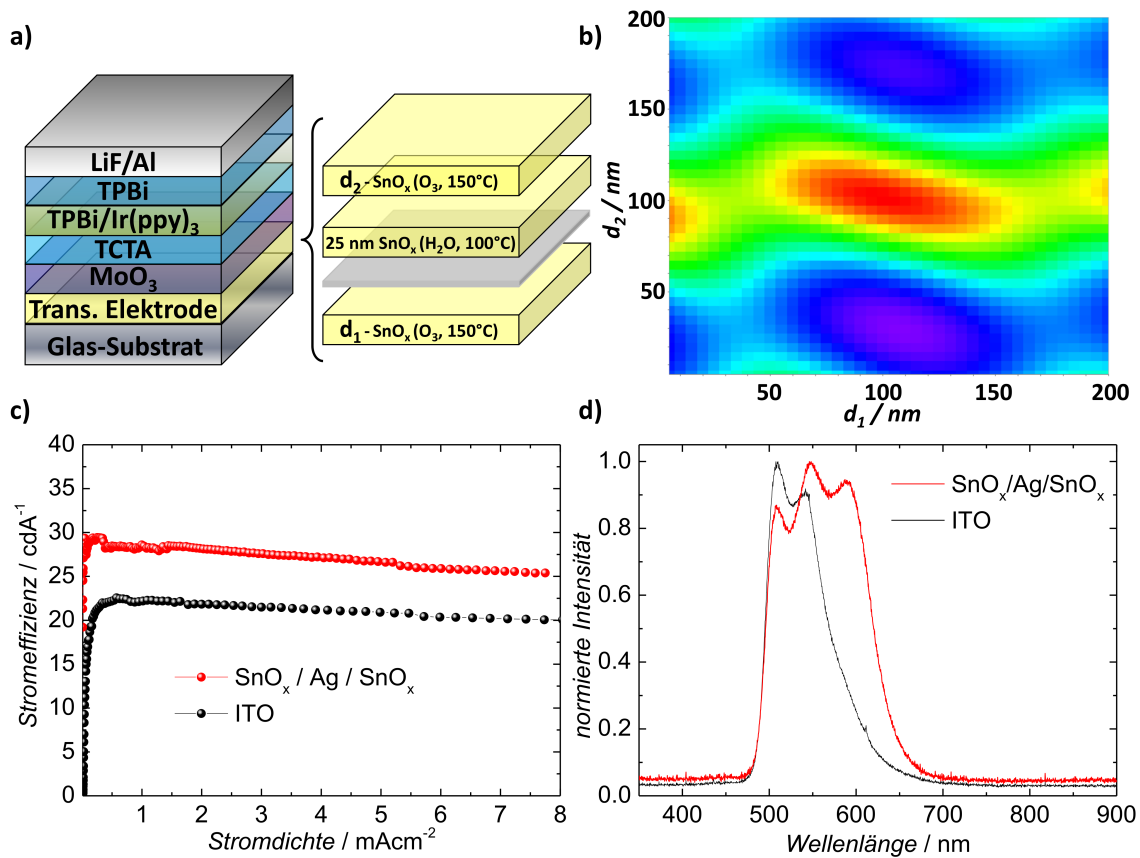 a)
LiF/Al
TPBi
TPBi/Ir(ppy)₃
TCTA
MoO₃
Trans. Elektrode
Glas-Substrat
d₂ - SnOₓ (O₃, 150°C)
25 nm SnOₓ (H₂O, 100°C)
d₁ - SnOₓ (O₃, 150°C)
b)
200
150
100
50
d₂ / nm
50
100
150
200
d₁ / nm
c)
40
35
30
25
20
15
10
5
0
Stromeffizienz / cdA⁻¹
SnOₓ / Ag / SnOₓ
ITO
1
2
3
4
5
6
7
8
Stromdichte / mAcm⁻²
d)
1.0
0.8
0.6
0.4
0.2
0.0
normierte Intensität
SnOₓ/Ag/SnOₓ
ITO
400
500
600
700
800
900
Wellenlänge / nm